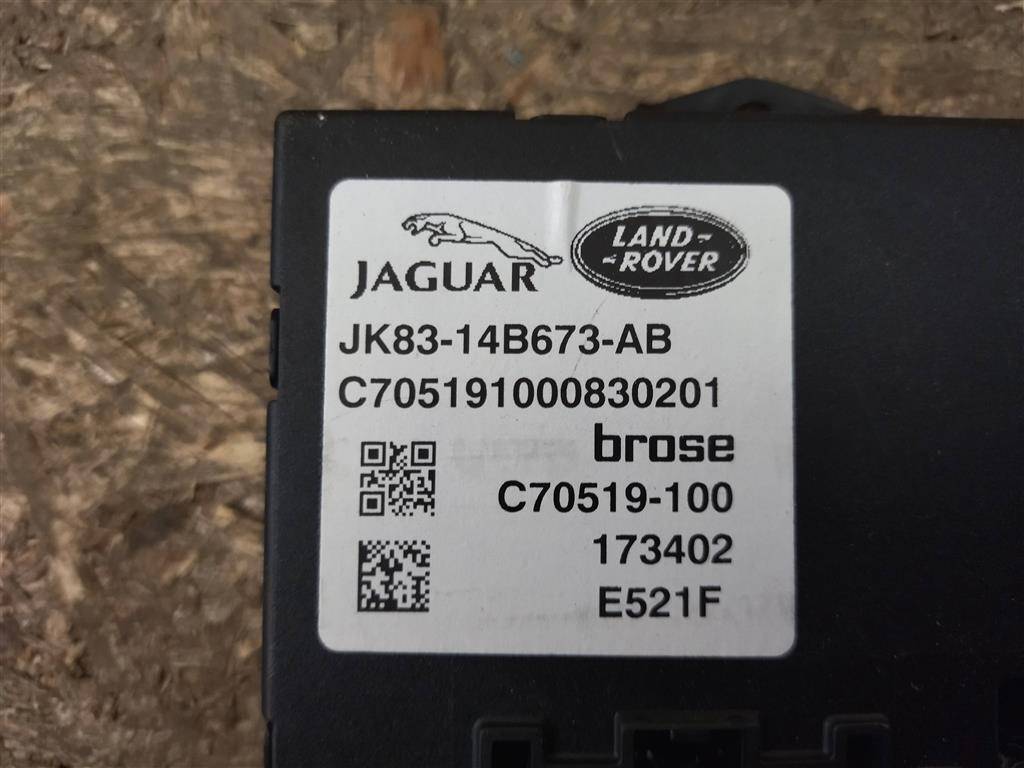 JAGUAR
LAND-
-ROVER
JK83-14B673-AB
C705191000830201
brose
C70519-100
173402
E521F